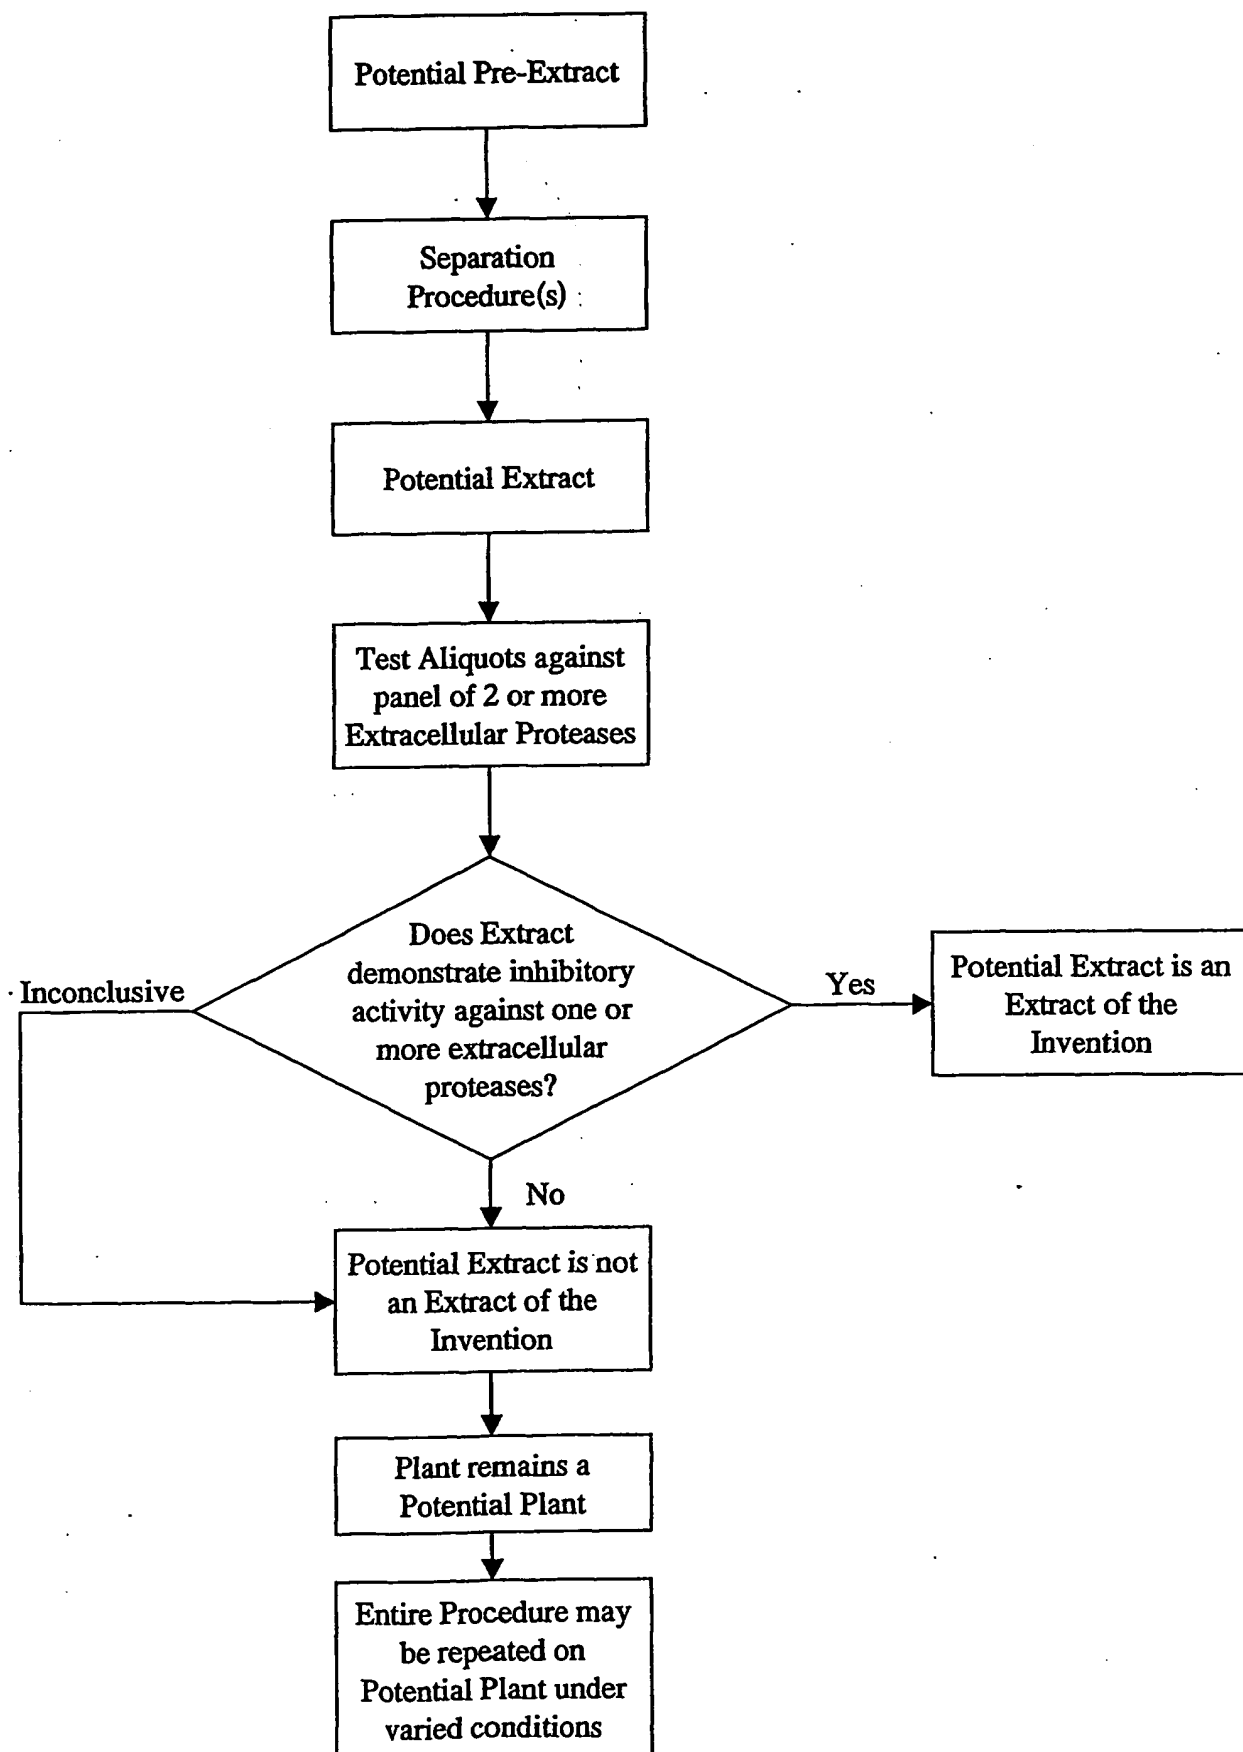 Potential Pre-Extract
Separation
Procedure(s)
Potential Extract
Test Aliquots against
panel of 2 or more
Extracellular Proteases
Does Extract
demonstrate inhibitory
activity against one or
more extracellular
proteases?
Inconclusive
Yes
Potential Extract is an
Extract of the
Invention
No
Potential Extract is not
an Extract of the
Invention
Plant remains a
Potential Plant
Entire Procedure may
be repeated on
Potential Plant under
varied conditions